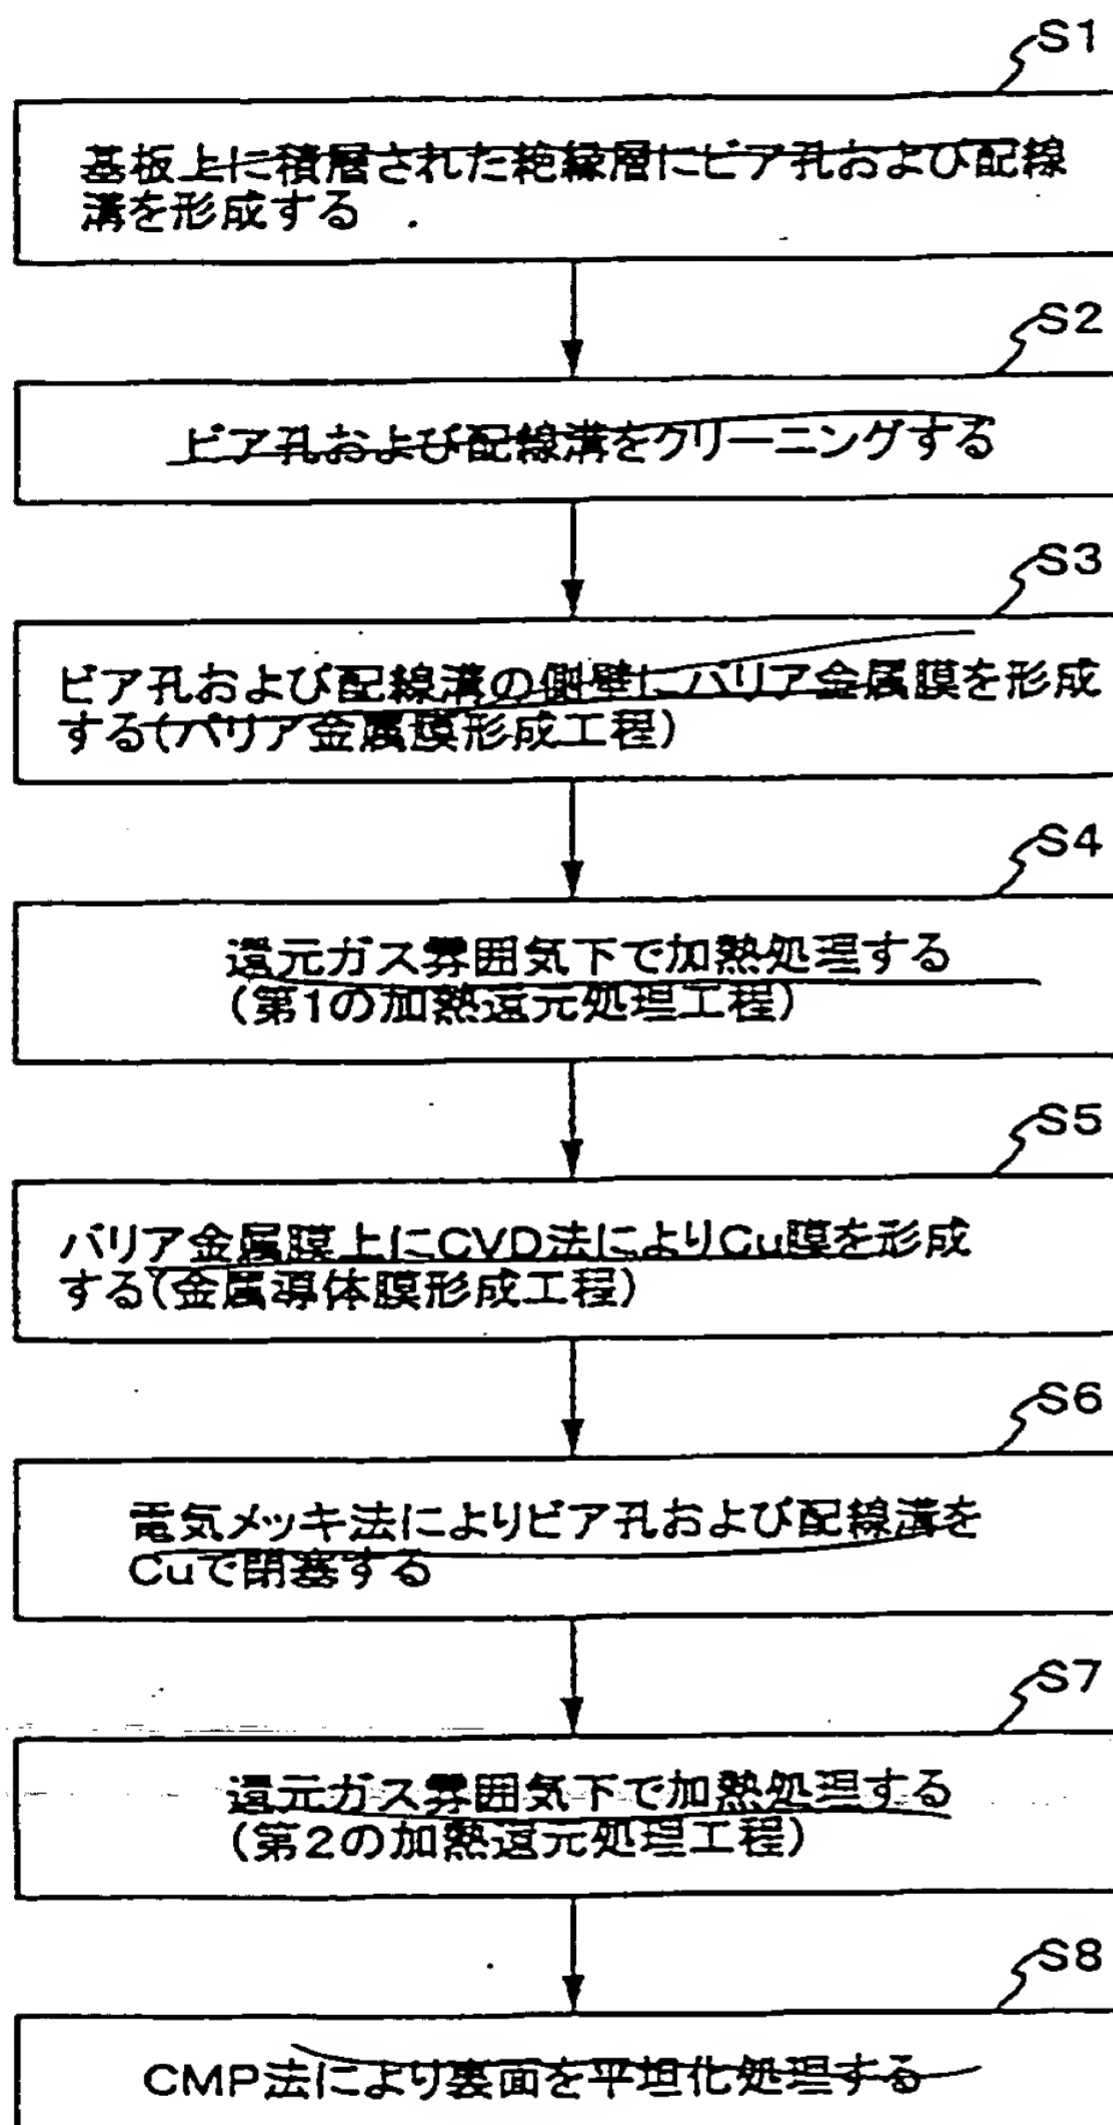 S1
基板上に積層された絶縁層にビア孔および配線
溝を形成する
S2
ビア孔および配線溝をクリーニングする
S3
ビア孔および配線溝の側壁にバリア金属膜を形成
する(バリア金属膜形成工程)
S4
還元ガス雰囲気下で加熱処理する
(第1の加熱還元処理工程)
S5
バリア金属膜上にCVD法によりCu膜を形成
する(金属導体膜形成工程)
S6
電気メッキ法によりビア孔および配線溝を
Cuで閉塞する
S7
還元ガス雰囲気下で加熱処理する
(第2の加熱還元処理工程)
S8
CMP法により表面を平坦化処理する